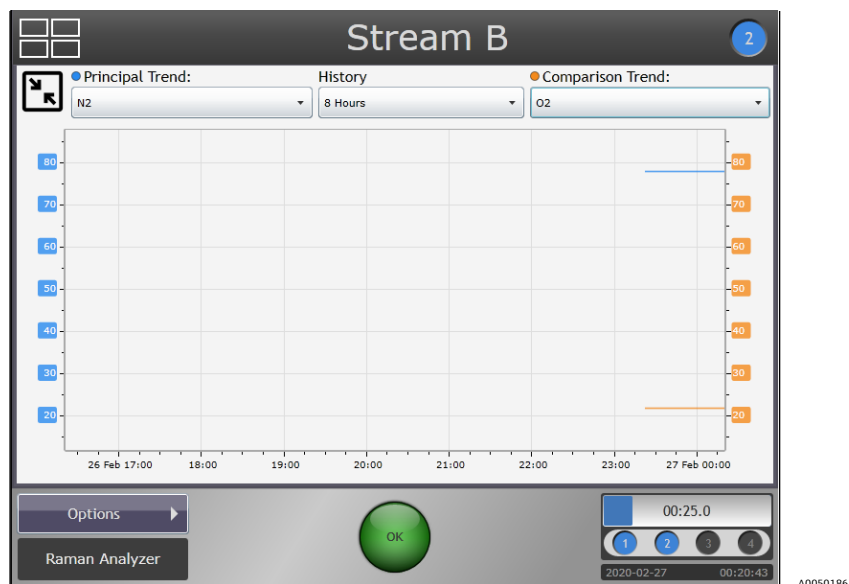 Stream B
2
Principal Trend:
History
Comparison Trend:
N2
8 Hours
O2
80
80
70
70
60
60
50
50
40
40
30
30
20
20
26 Feb 17:00
18:00
19:00
20:00
21:00
22:00
23:00
27 Feb 00:00
Options
OK
00:25.0
1
2
3
4
Raman Analyzer
2020-02-27
00:20:43
A0050186